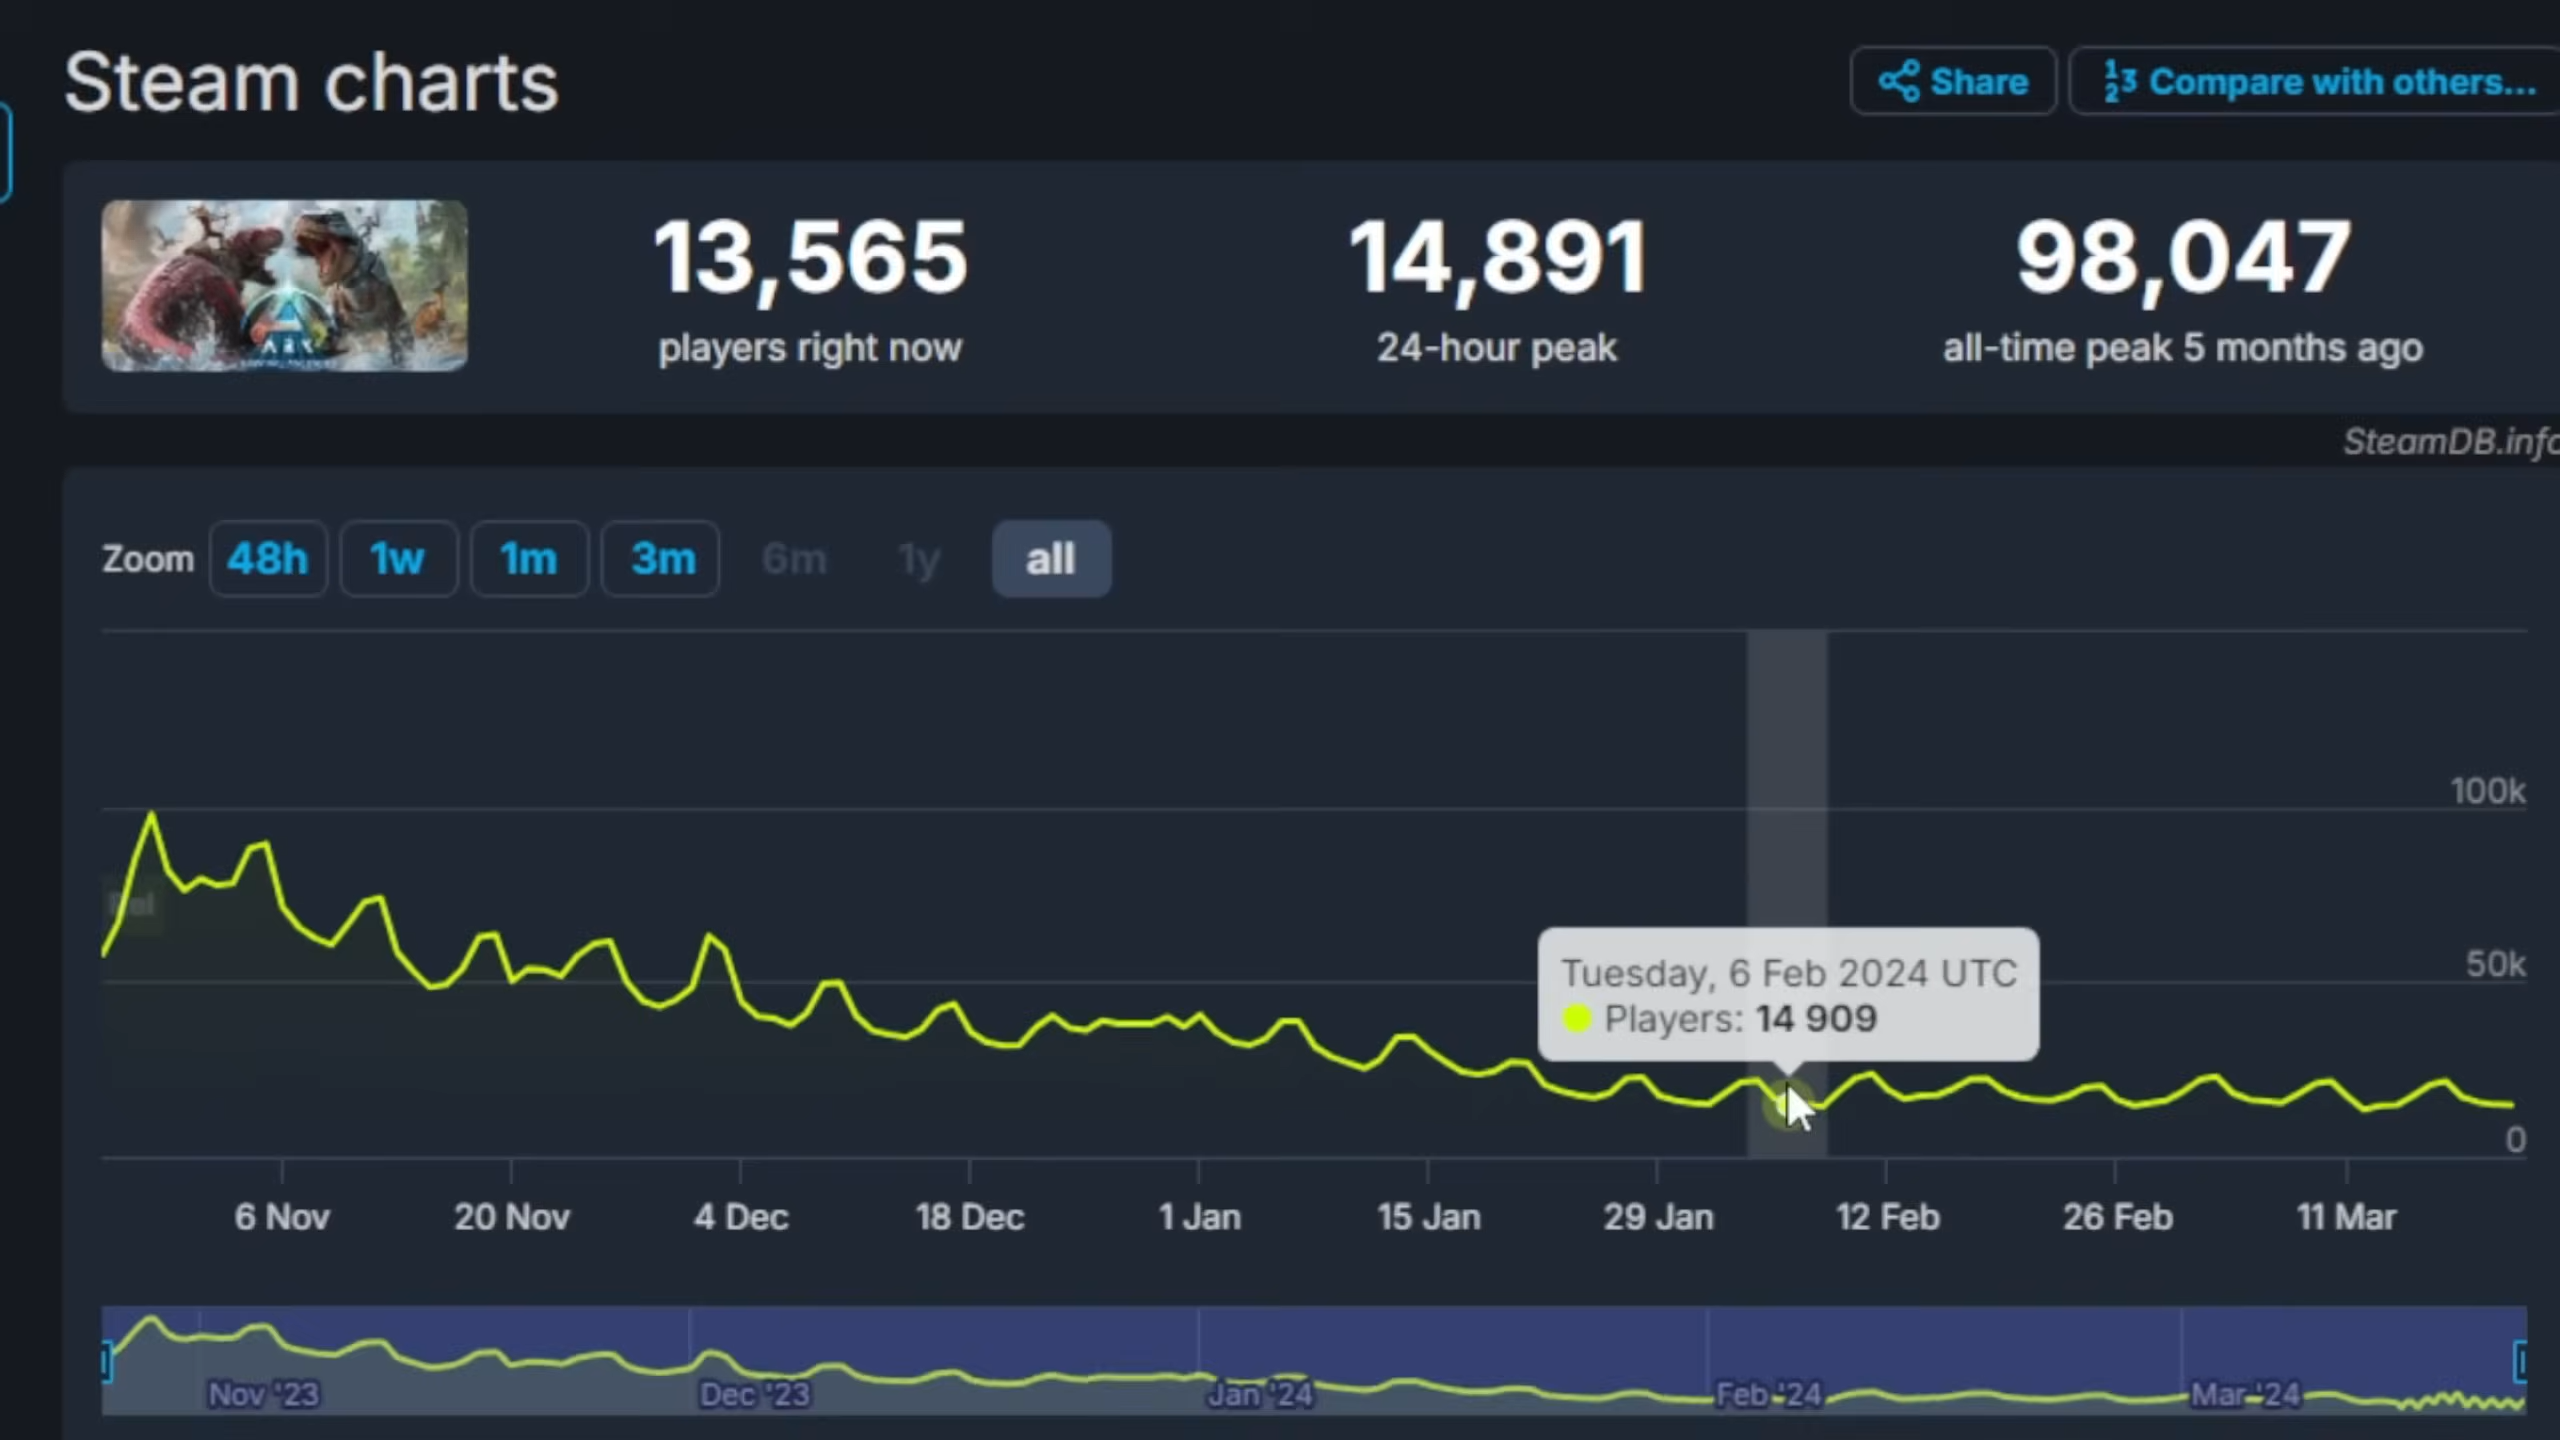 Steam charts
Share
123 Compare with others...
13,565
players right now
14,891
24-hour peak
98,047
all-time peak 5 months ago
ARK
SteamDB.info
Zoom 48h 1w 1m 3m 6m 1y all
100k
50k
0
Tuesday, 6 Feb 2024 UTC
Players: 14 909
6 Nov 20 Nov 4 Dec 18 Dec 1 Jan 15 Jan 29 Jan 12 Feb 26 Feb 11 Mar
Nov '23 Dec '23 Jan '24 Feb '24 Mar '24